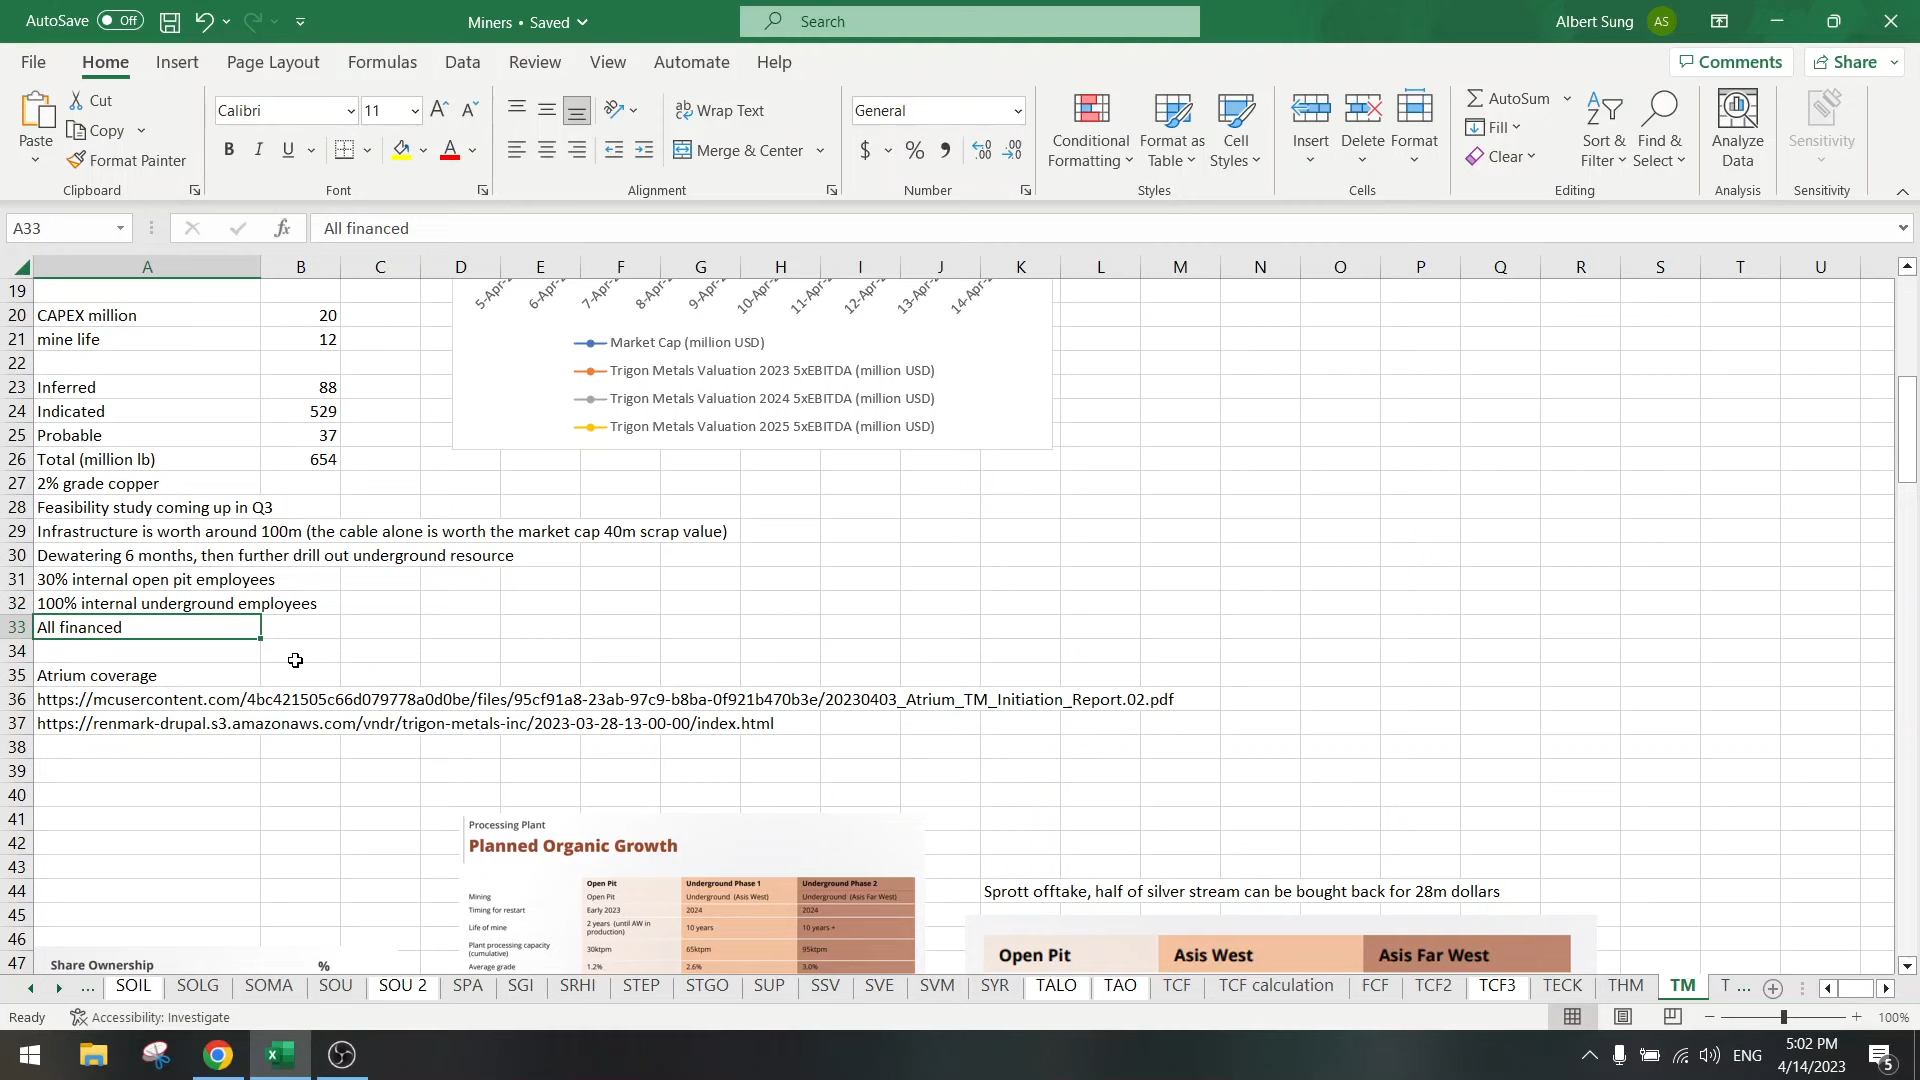 AutoSave Off
Miners • Saved
Search
Albert Sung AS
File Home Insert Page Layout Formulas Data Review View Automate Help
Comments Share
Paste
Cut
Copy
Format Painter
Clipboard
Calibri 11
B I U
Font
Wrap Text
Merge & Center
Alignment
General
$ % ,
Number
Conditional Formatting
Format as Table
Cell Styles
Styles
Insert Delete Format
Cells
AutoSum
Fill
Clear
Sort & Filter
Find & Select
Editing
Analyze Data
Analysis
Sensitivity
Sensitivity
A33 fx All financed
A B C D E F G H I J K L M N O P Q R S T U
19
20 CAPEX million 20
21 mine life 12
22
23 Inferred 88
24 Indicated 529
25 Probable 37
26 Total (million lb) 654
27 2% grade copper
28 Feasibility study coming up in Q3
29 Infrastructure is worth around 100m (the cable alone is worth the market cap 40m scrap value)
30 Dewatering 6 months, then further drill out underground resource
31 30% internal open pit employees
32 100% internal underground employees
33 All financed
34
35 Atrium coverage
36 https://mcusercontent.com/4bc421505c66d079778a0d0be/files/95cf91a8-23ab-97c9-b8ba-0f921b470b3e/20230403_Atrium_TM_Initiation_Report.02.pdf
37 https://renmark-drupal.s3.amazonaws.com/vndr/trigon-metals-inc/2023-03-28-13-00-00/index.html
38
39
40
41
42
43
44
45
46
47
5-Apr- 6-Apr- 7-Apr- 8-Apr- 9-Apr- 10-Apr- 11-Apr- 12-Apr- 13-Apr- 14-Apr-
Market Cap (million USD)
Trigon Metals Valuation 2023 5xEBITDA (million USD)
Trigon Metals Valuation 2024 5xEBITDA (million USD)
Trigon Metals Valuation 2025 5xEBITDA (million USD)
Processing Plant
Planned Organic Growth
Open Pit Underground Phase 1 Underground Phase 2
Mining Open Pit Underground (Asis West) Underground (Asis Far West)
Timing for restart Early 2023 2024 2024
Life of mine 2 years (until AW in production) 10 years 10 years +
Plant processing capacity (cumulative) 30ktpm 65ktpm 95ktpm
Average grade 1.2% 2.6% 3.0%
Sprott offtake, half of silver stream can be bought back for 28m dollars
Open Pit Asis West Asis Far West
Share Ownership %
... SOIL SOLG SOMA SOU SOU 2 SPA SGI SRHI STEP STGO SUP SSV SVE SVM SYR TALO TAO TCF TCF calculation FCF TCF2 TCF3 TECK THM TM T ...
Ready Accessibility: Investigate
100%
ENG
5:02 PM
4/14/2023
5